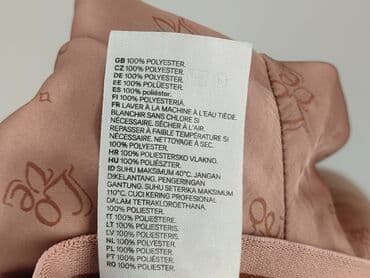 GB 100% POLYESTER.
CZ 100% POLYESTER.
DE 100% POLYESTER.
EE 100% POLÜESTER.
ES 100% poliéster.
FI 100% POLYESTERIÄ.
FR LAVER À LA MACHINE À L'EAU TIÈDE.
BLANCHIR SANS CHLORE SI
NÉCESSAIRE. SÉCHER À L'AIR.
REPASSER À FAIBLE TEMPÉRATURE SI
NÉCESSAIRE. NETTOYAGE À SEC.
100% POLYESTER.
HR 100% POLIESTERSKO VLAKNO.
HU 100% POLIÉSZTER.
ID SUHU MAKSIMUM 40°C. JANGAN
DIKELANTANG. PENGERINGAN
GANTUNG. SUHU SETERIKA MAKSIMUM
110°C. CUCI KERING PROFESIONAL
DALAM TETRAKLOROETENA.
100% POLYESTER.
IT 100% POLIESTERE.
LT 100% POLIESTERIS.
LV 100% POLIESTERIS.
NL 100% POLYESTER.
PL 100% POLIESTER.
PT 100% POLIÉSTER.
RO 100% POLIESTER.